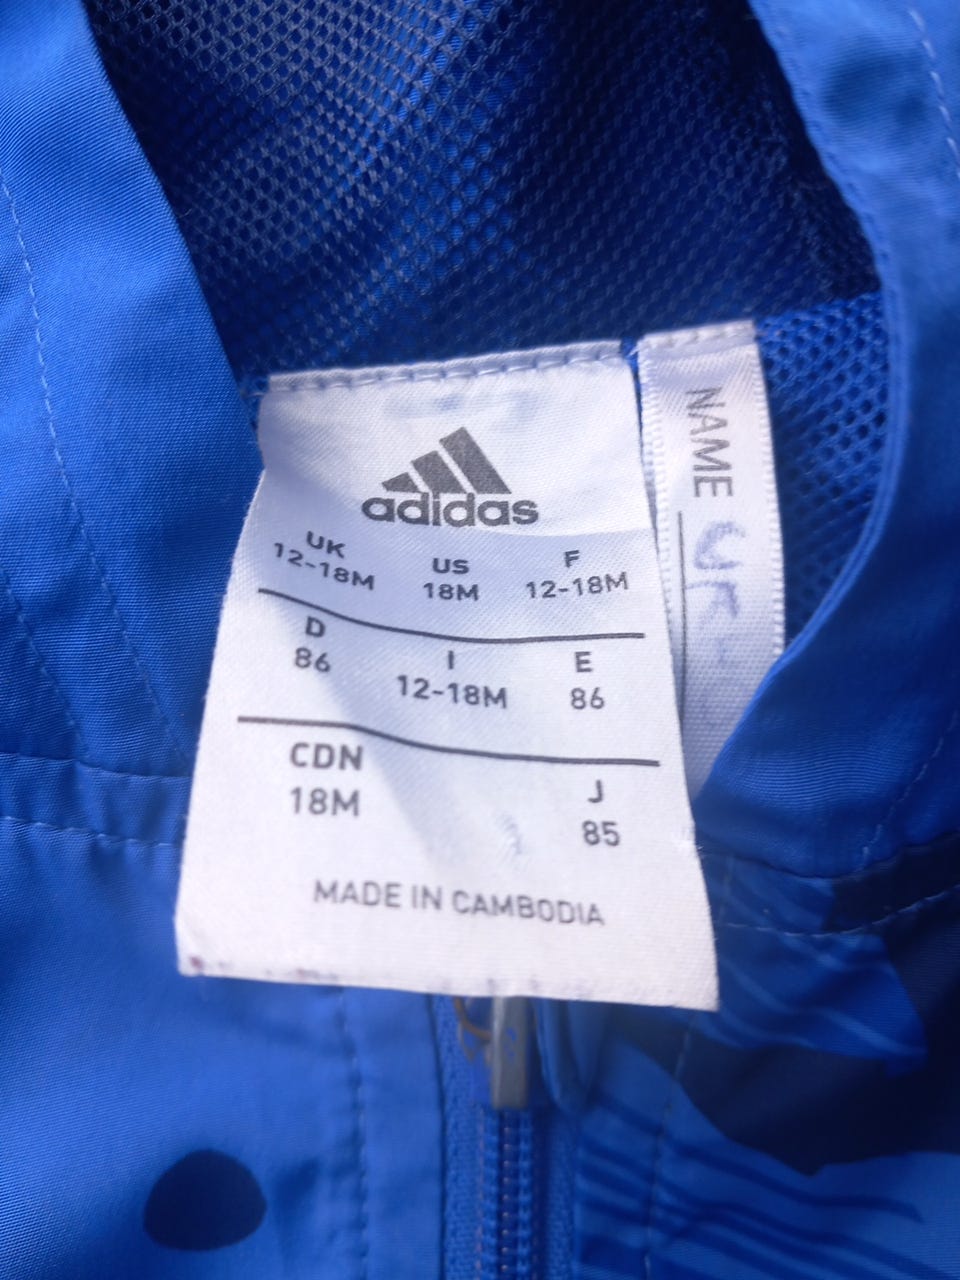 adidas
UK US F
12-18M 18M 12-18M
D I E
86 12-18M 86
CDN J
18M 85
MADE IN CAMBODIA
NAME